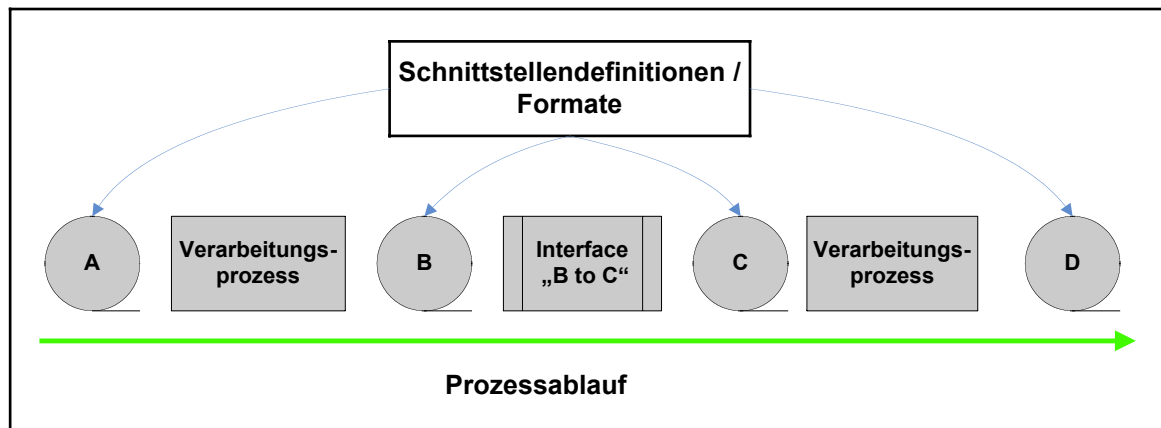 Schnittstellendefinitionen /
Formate
A
Verarbeitungs-
prozess
B
Interface
„B to C“
C
Verarbeitungs-
prozess
D
Prozessablauf